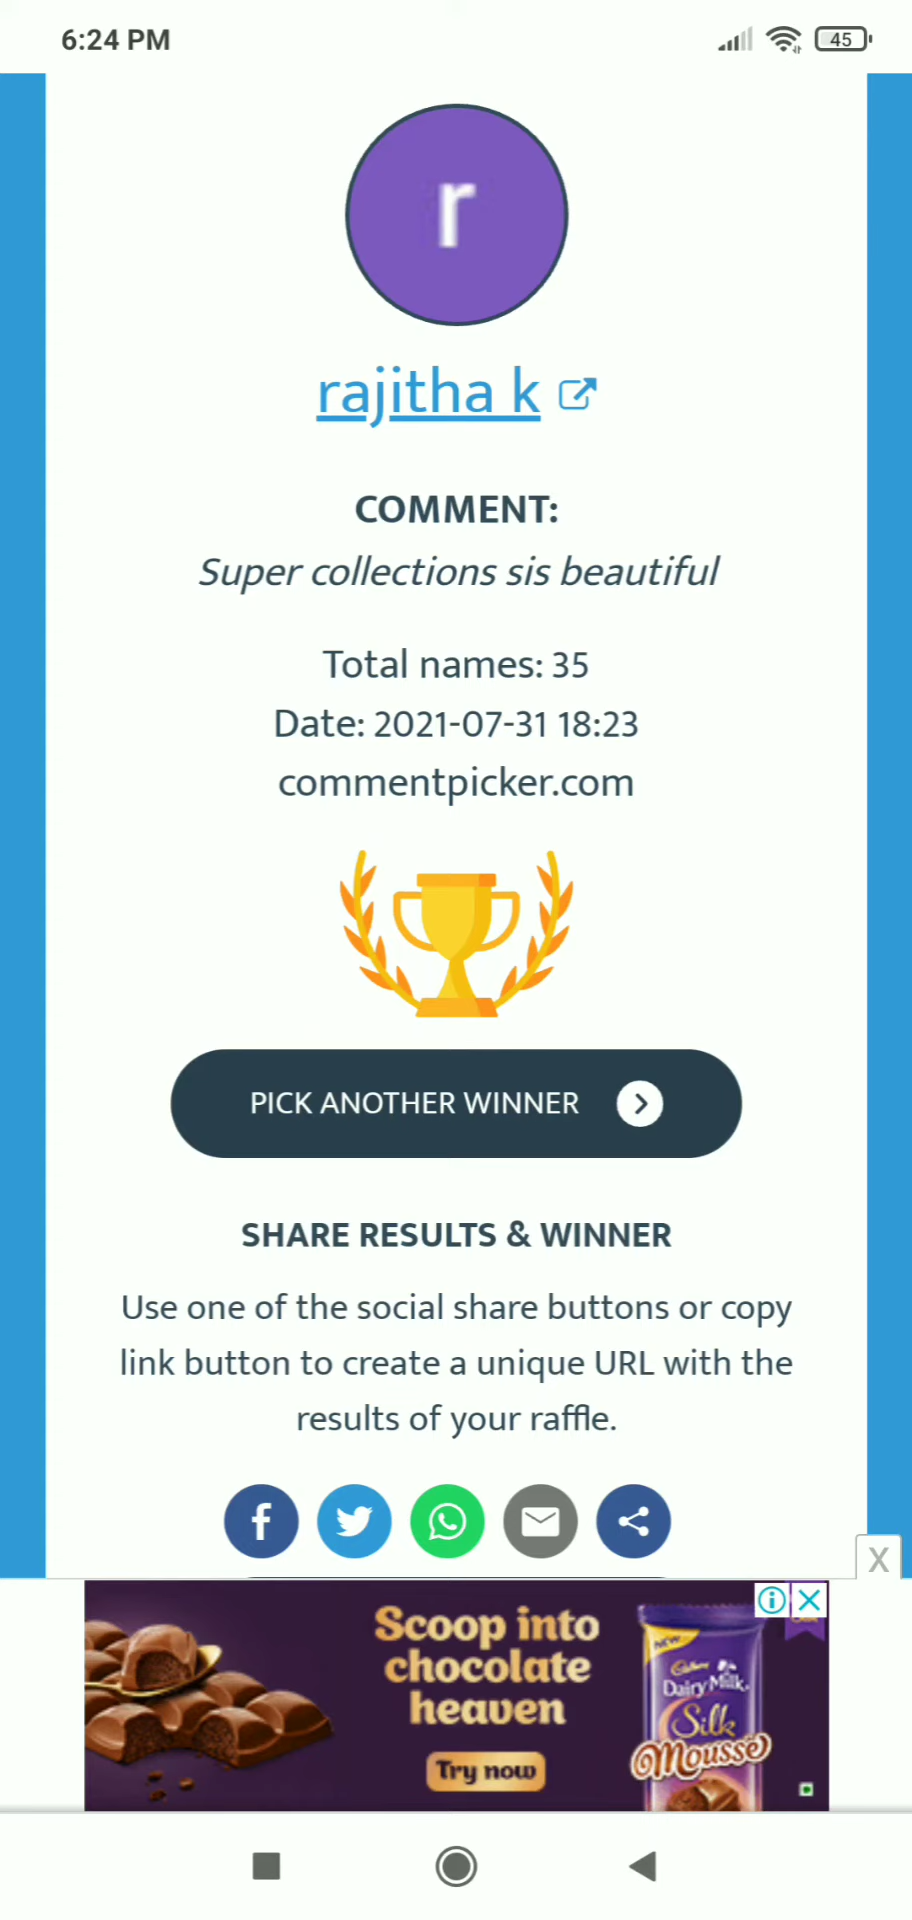 6:24 PM
45
r
rajitha k
COMMENT:
Super collections sis beautiful
Total names: 35
Date: 2021-07-31 18:23
commentpicker.com
PICK ANOTHER WINNER
SHARE RESULTS & WINNER
Use one of the social share buttons or copy
link button to create a unique URL with the
results of your raffle.
X
Scoop into
chocolate
heaven
Try now
NEW
Cadbury
Dairy Milk
Silk
Mousse